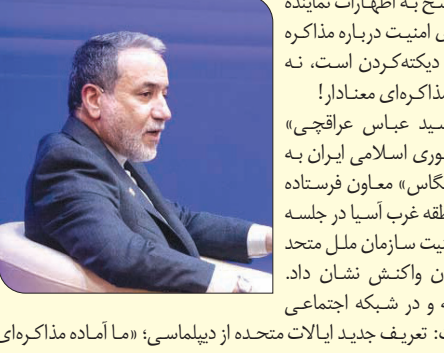 سخ به اظهارات نماینده
ی امنیت درباره مذاکره
دیکته‌کردن است، نه
مذاکره‌ای معنادار!
سید عباس عراقچی»
وری اسلامی ایران به
گاس» معاون فرستاده
طقه غرب آسیا در جلسه
نیت سازمان ملل متحد
ن واکنش نشان داد.
ه و در شبکه اجتماعی
ت: تعریف جدید ایالات متحده از دیپلماسی؛ «ما آماده مذاکره‌ای